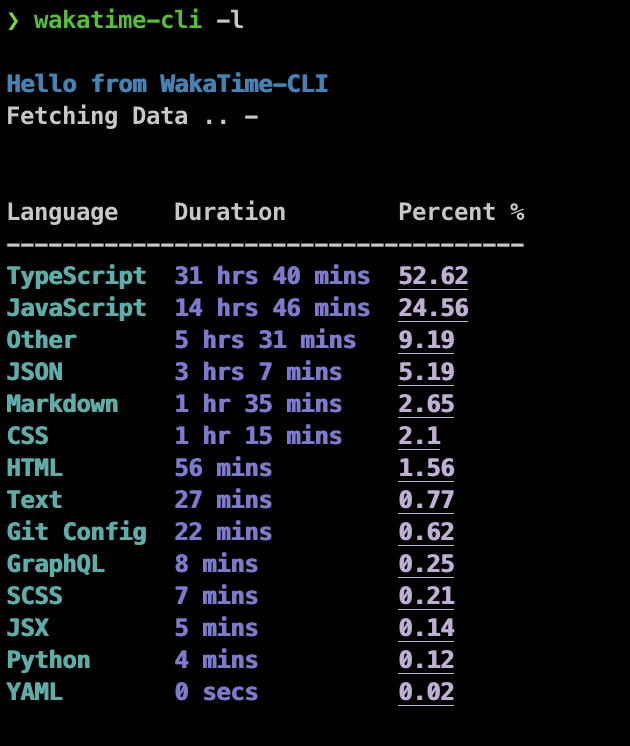 ❯ wakatime-cli -l
Hello from WakaTime-CLI
Fetching Data .. -
Language Duration Percent %
-------------------------------------
TypeScript 31 hrs 40 mins 52.62
JavaScript 14 hrs 46 mins 24.56
Other 5 hrs 31 mins 9.19
JSON 3 hrs 7 mins 5.19
Markdown 1 hr 35 mins 2.65
CSS 1 hr 15 mins 2.1
HTML 56 mins 1.56
Text 27 mins 0.77
Git Config 22 mins 0.62
GraphQL 8 mins 0.25
SCSS 7 mins 0.21
JSX 5 mins 0.14
Python 4 mins 0.12
YAML 0 secs 0.02